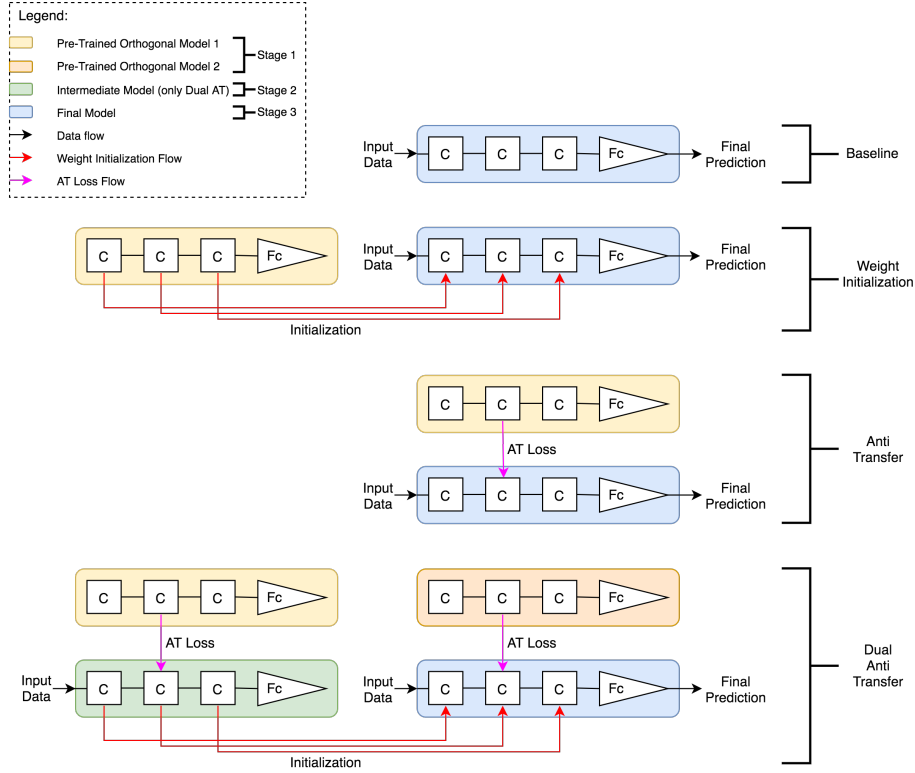 Legend:
Pre-Trained Orthogonal Model 1
Pre-Trained Orthogonal Model 2
Stage 1
Intermediate Model (only Dual AT)
Stage 2
Final Model
Stage 3
Data flow
Weight Initialization Flow
AT Loss Flow
Input
Data
C C C Fc
Final
Prediction
Baseline
C C C Fc
Input
Data
C C C Fc
Final
Prediction
Initialization
Weight
Initialization
C C C Fc
AT Loss
Input
Data
C C C Fc
Final
Prediction
Anti
Transfer
C C C Fc
AT Loss
Input
Data
C C C Fc
C C C Fc
AT Loss
Input
Data
C C C Fc
Final
Prediction
Initialization
Dual
Anti
Transfer